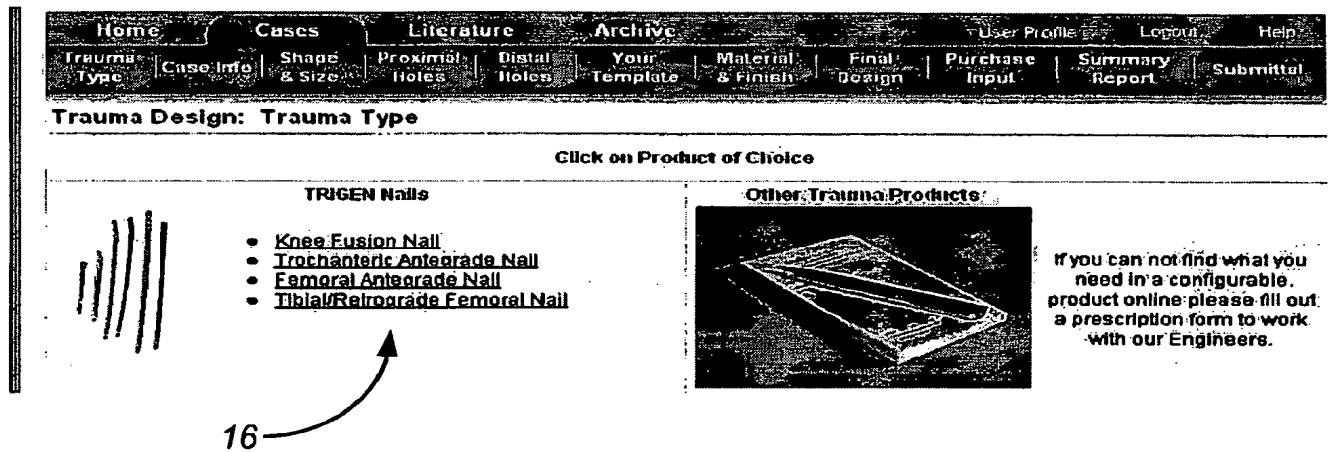 Home Cases Literature Archive User Profile Logout Help
Trauma Type Case Info Shape & Size Proximal Holes Distal Holes Your Template Material & Finish Final Design Purchase Input Summary Report Submittal
Trauma Design: Trauma Type
Click on Product of Choice
TRIGEN Nails
Knee Fusion Nail
Trochanteric Antegrade Nail
Femoral Antegrade Nail
Tibial/Retrograde Femoral Nail
Other Trauma Products
If you can not find what you
need in a configurable
product online please fill out
a prescription form to work
with our Engineers.
16